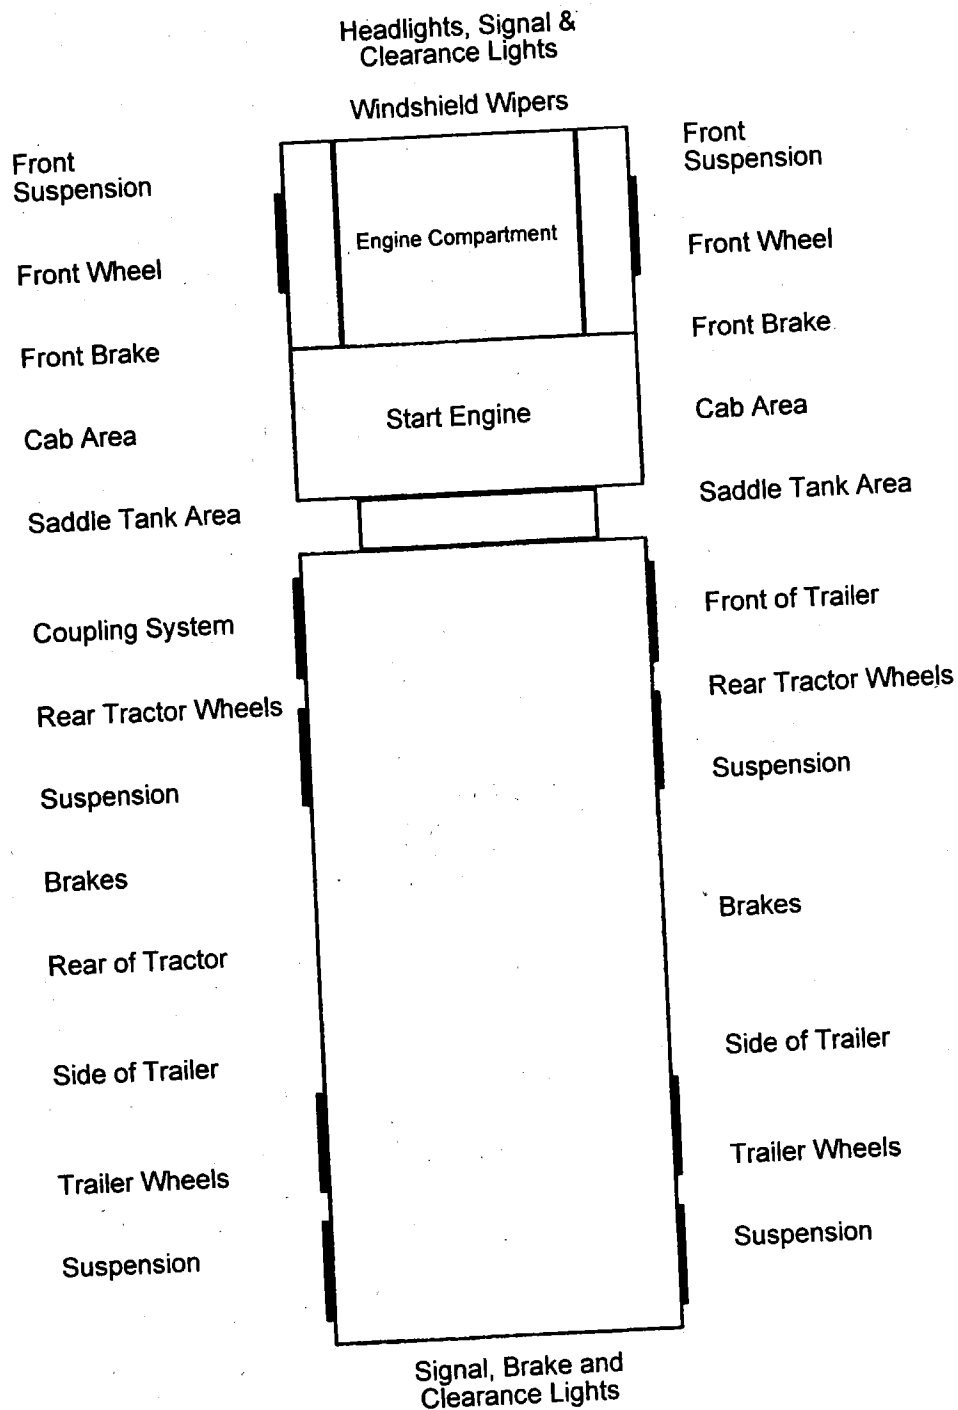 Headlights, Signal &
Clearance Lights
Windshield Wipers
Front
Suspension
Front
Suspension
Engine Compartment
Front Wheel
Front Wheel
Front Brake
Front Brake
Start Engine
Cab Area
Cab Area
Saddle Tank Area
Saddle Tank Area
Coupling System
Front of Trailer
Rear Tractor Wheels
Rear Tractor Wheels
Suspension
Suspension
Brakes
Brakes
Rear of Tractor
Side of Trailer
Side of Trailer
Trailer Wheels
Trailer Wheels
Suspension
Suspension
Signal, Brake and
Clearance Lights